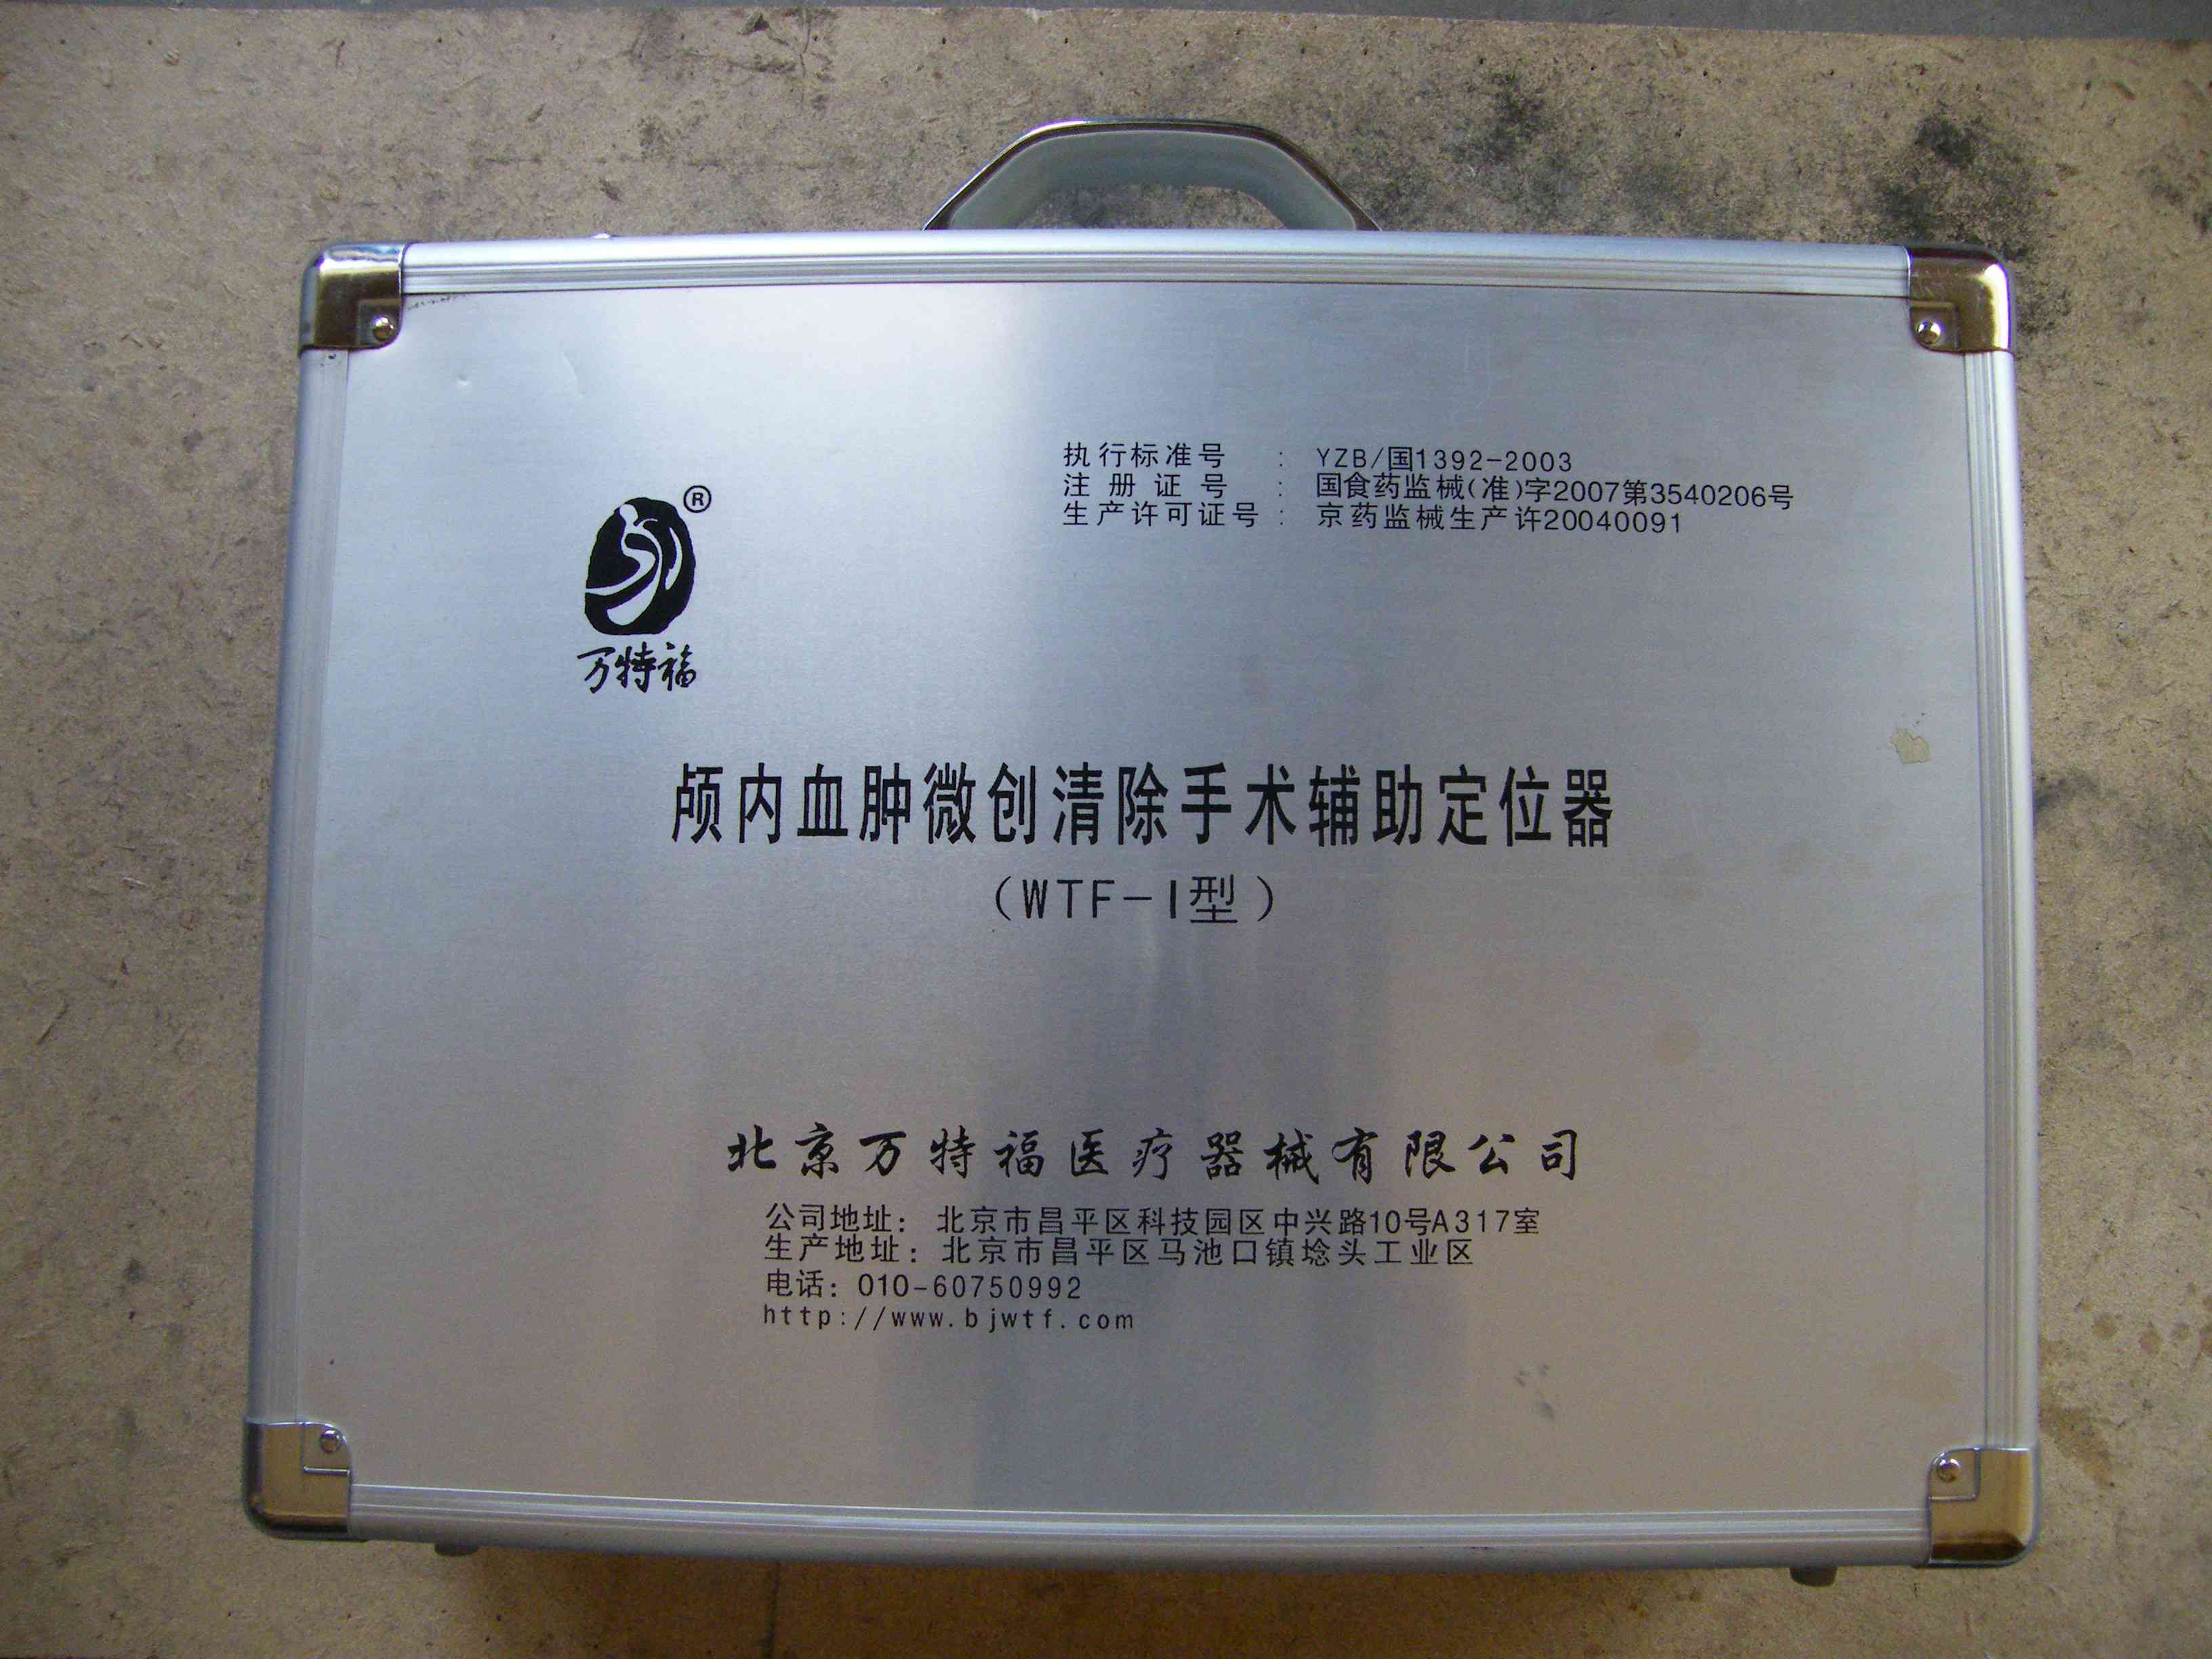 执行标准号 : YZB/国1392-2003
注册证号 : 国食药监械(准)字2007第3540206号
生产许可证号 : 京药监械生产许20040091
®
万特福
颅内血肿微创清除手术辅助定位器
(WTF-I型)
北京万特福医疗器械有限公司
公司地址: 北京市昌平区科技园区中兴路10号A317室
生产地址: 北京市昌平区马池口镇埝头工业区
电话: 010-60750992
http://www.bjwtf.com